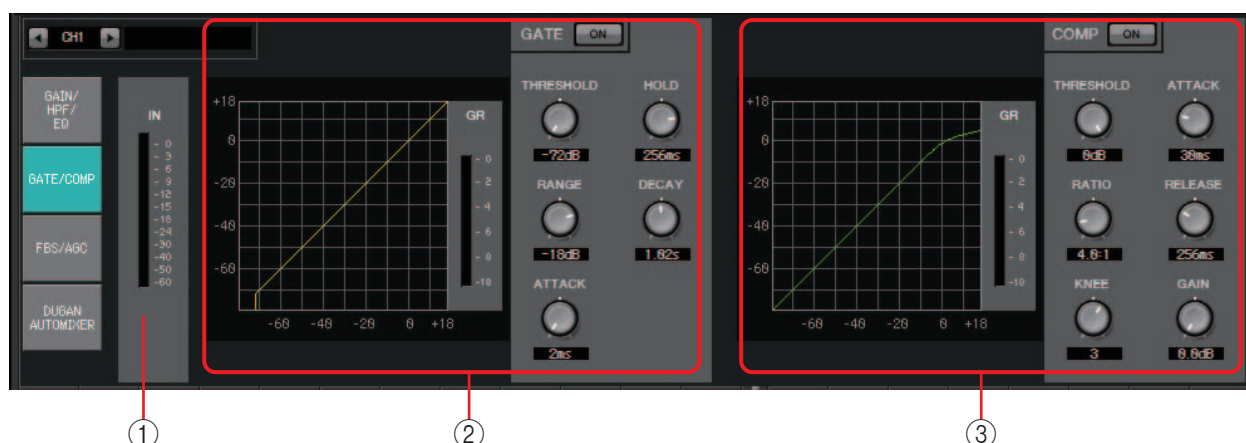 CH1
GAIN/
HPF/
EQ
GATE/COMP
FBS/AGC
DUGAN
AUTOMIXER
IN
- 0
- 3
- 6
- 9
-12
-15
-18
-24
-30
-40
-50
-60
GATE ON
+18
0
-20
-40
-60
-60 -40 -20 0 +18
GR
- 0
- 2
- 4
- 6
- 8
-10
THRESHOLD HOLD
-72dB 256ms
RANGE DECAY
-18dB 1.02s
ATTACK
2ms
COMP ON
+18
0
-20
-40
-60
-60 -40 -20 0 +18
GR
- 0
- 2
- 4
- 6
- 8
-10
THRESHOLD ATTACK
0dB 30ms
RATIO RELEASE
4.0:1 256ms
KNEE GAIN
3 0.0dB
① ② ③